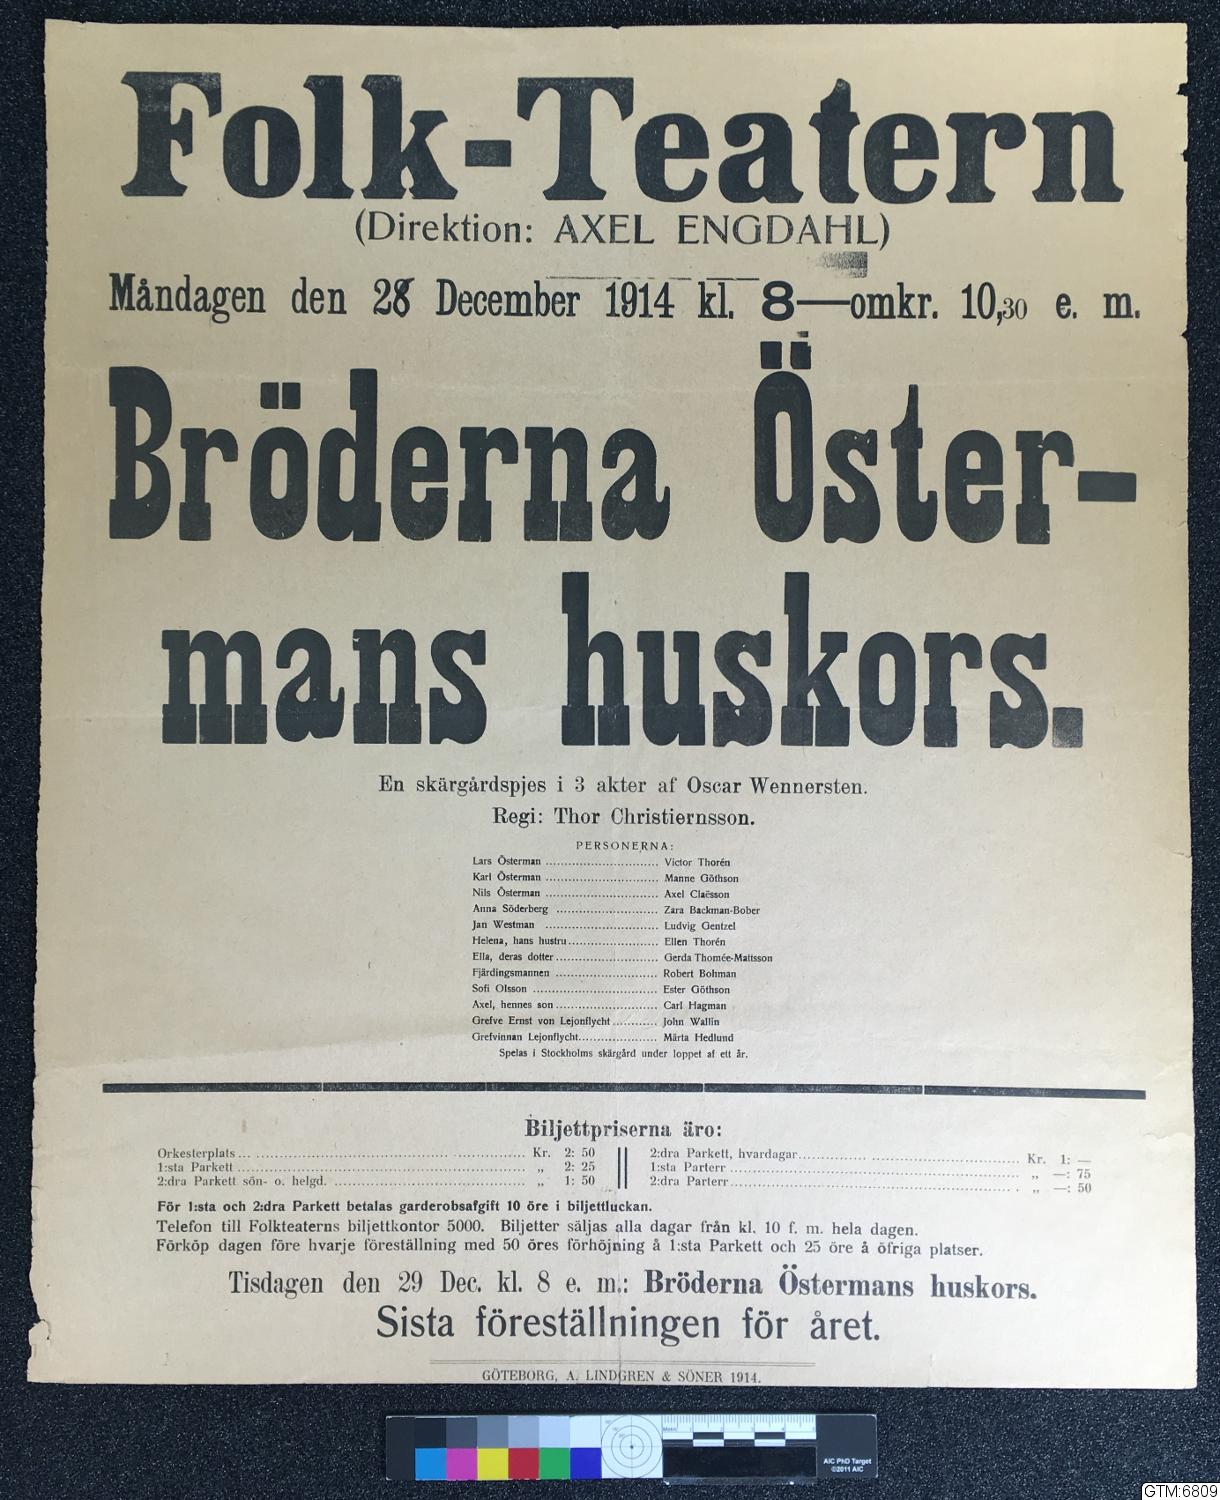 Folk-Teatern
(Direktion: AXEL ENGDAHL)
Måndagen den 28 December 1914 kl. 8—omkr. 10,30 e. m.
Bröderna Öster-
mans huskors.
En skärgårdspjes i 3 akter af Oscar Wennersten.
Regi: Thor Christiernsson.
PERSONERNA:
Lars Österman ............................ Victor Thorén
Karl Österman ............................ Manne Göthson
Nils Österman ............................ Axel Claësson
Anna Söderberg ......................... Zara Backman-Bober
Jan Westman ............................ Ludvig Gentzel
Helena, hans hustru...................... Ellen Thorén
Ella, deras dotter......................... Gerda Thomée-Mattsson
Fjärdingsmannen ......................... Robert Bohman
Sofi Olsson ............................... Ester Göthson
Axel, hennes son......................... Carl Hagman
Grefve Ernst von Lejonflycht........... John Wallin
Grefvinnan Lejonflycht................... Märta Hedlund
Spelas i Stockholms skärgård under loppet af ett år.
Biljettpriserna äro:
Orkesterplats ........................ Kr. 2: 50
1:sta Parkett ........................ „ 2: 25
2:dra Parkett sön- o. helgd. ........................ „ 1: 50
2:dra Parkett, hvardagar........................ Kr. 1: —
1:sta Parterr ........................ „ —: 75
2:dra Parterr........................ „ —: 50
För 1:sta och 2:dra Parkett betalas garderobsafgift 10 öre i biljettluckan.
Telefon till Folkteaterns biljettkontor 5000. Biljetter säljas alla dagar från kl. 10 f. m. hela dagen.
Förköp dagen före hvarje föreställning med 50 öres förhöjning å 1:sta Parkett och 25 öre å öfriga platser.
Tisdagen den 29 Dec. kl. 8 e. m.: Bröderna Östermans huskors.
Sista föreställningen för året.
GÖTEBORG, A. LINDGREN & SÖNER 1914.
AIC PhD Target
©2011 AIC
GTM:6809